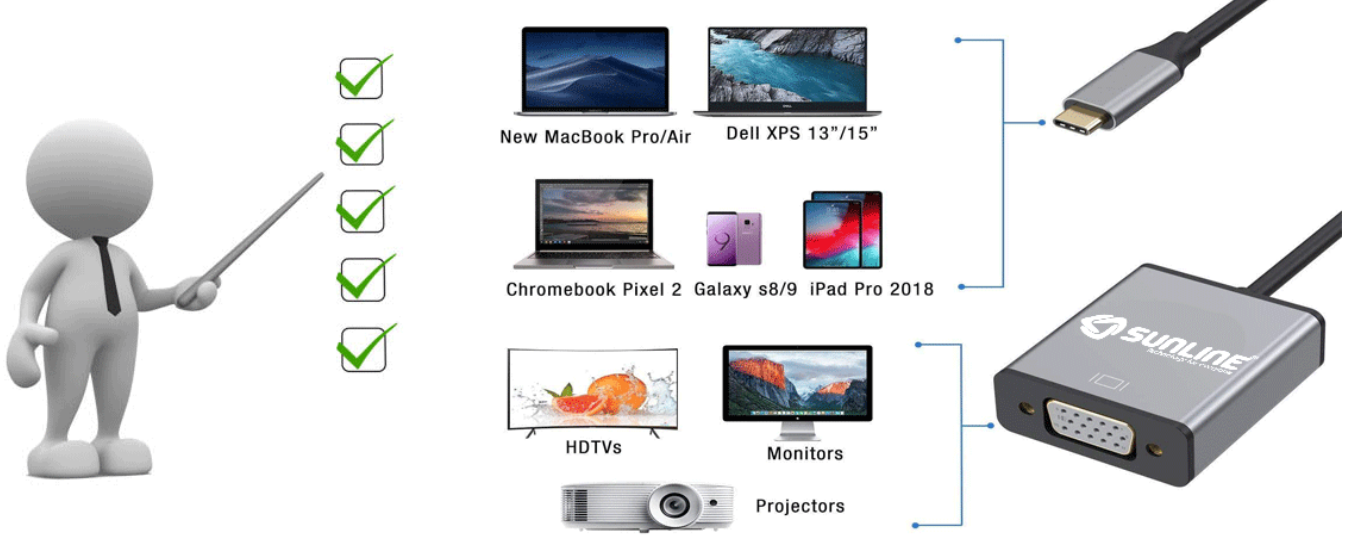 New MacBook Pro/Air
Dell XPS 13”/15”
Chromebook Pixel 2
Galaxy s8/9
iPad Pro 2018
HDTVs
Monitors
Projectors
SUNLINE